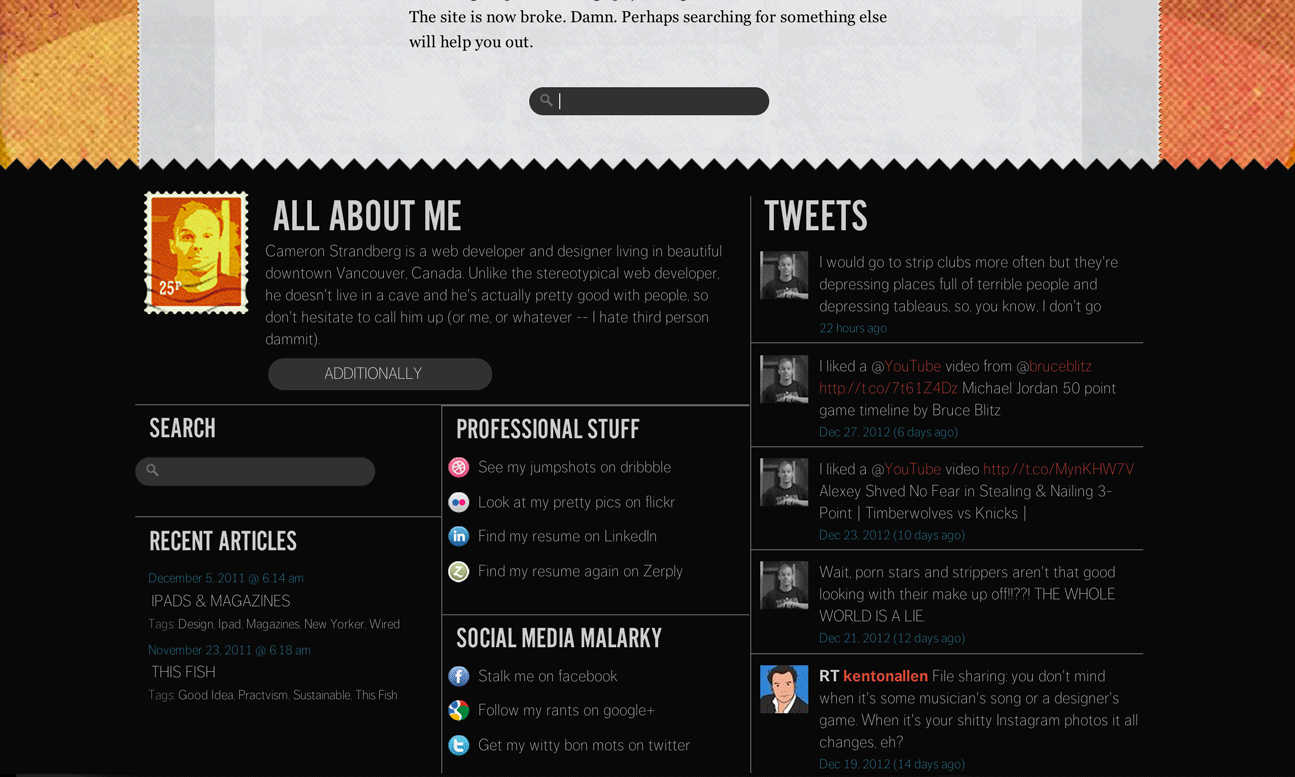 The site is now broke. Damn. Perhaps searching for something else
will help you out.
25P
ALL ABOUT ME
Cameron Strandberg is a web developer and designer living in beautiful
downtown Vancouver, Canada. Unlike the stereotypical web developer,
he doesn't live in a cave and he's actually pretty good with people, so
don't hesitate to call him up (or me, or whatever -- I hate third person
dammit).
ADDITIONALLY
SEARCH
RECENT ARTICLES
December 5, 2011 @ 6:14 am
IPADS & MAGAZINES
Tags: Design, Ipad, Magazines, New Yorker, Wired
November 23, 2011 @ 6:18 am
THIS FISH
Tags: Good Idea, Practvism, Sustainable, This Fish
PROFESSIONAL STUFF
See my jumpshots on dribbble
Look at my pretty pics on flickr
in
Find my resume on LinkedIn
Z
Find my resume again on Zerply
SOCIAL MEDIA MALARKY
f
Stalk me on facebook
g
Follow my rants on google+
t
Get my witty bon mots on twitter
TWEETS
I would go to strip clubs more often but they're
depressing places full of terrible people and
depressing tableaus, so, you know, I don't go
22 hours ago
I liked a @YouTube video from @bruceblitz
http://t.co/7t61Z4Dz Michael Jordan 50 point
game timeline by Bruce Blitz
Dec 27, 2012 (6 days ago)
I liked a @YouTube video http://t.co/MynKHW7V
Alexey Shved No Fear in Stealing & Nailing 3-
Point | Timberwolves vs Knicks |
Dec 23, 2012 (10 days ago)
Wait, porn stars and strippers aren't that good
looking with their make up off!!??! THE WHOLE
WORLD IS A LIE.
Dec 21, 2012 (12 days ago)
RT kentonallen File sharing: you don't mind
when it's some musician's song or a designer's
game. When it's your shitty Instagram photos it all
changes, eh?
Dec 19, 2012 (14 days ago)